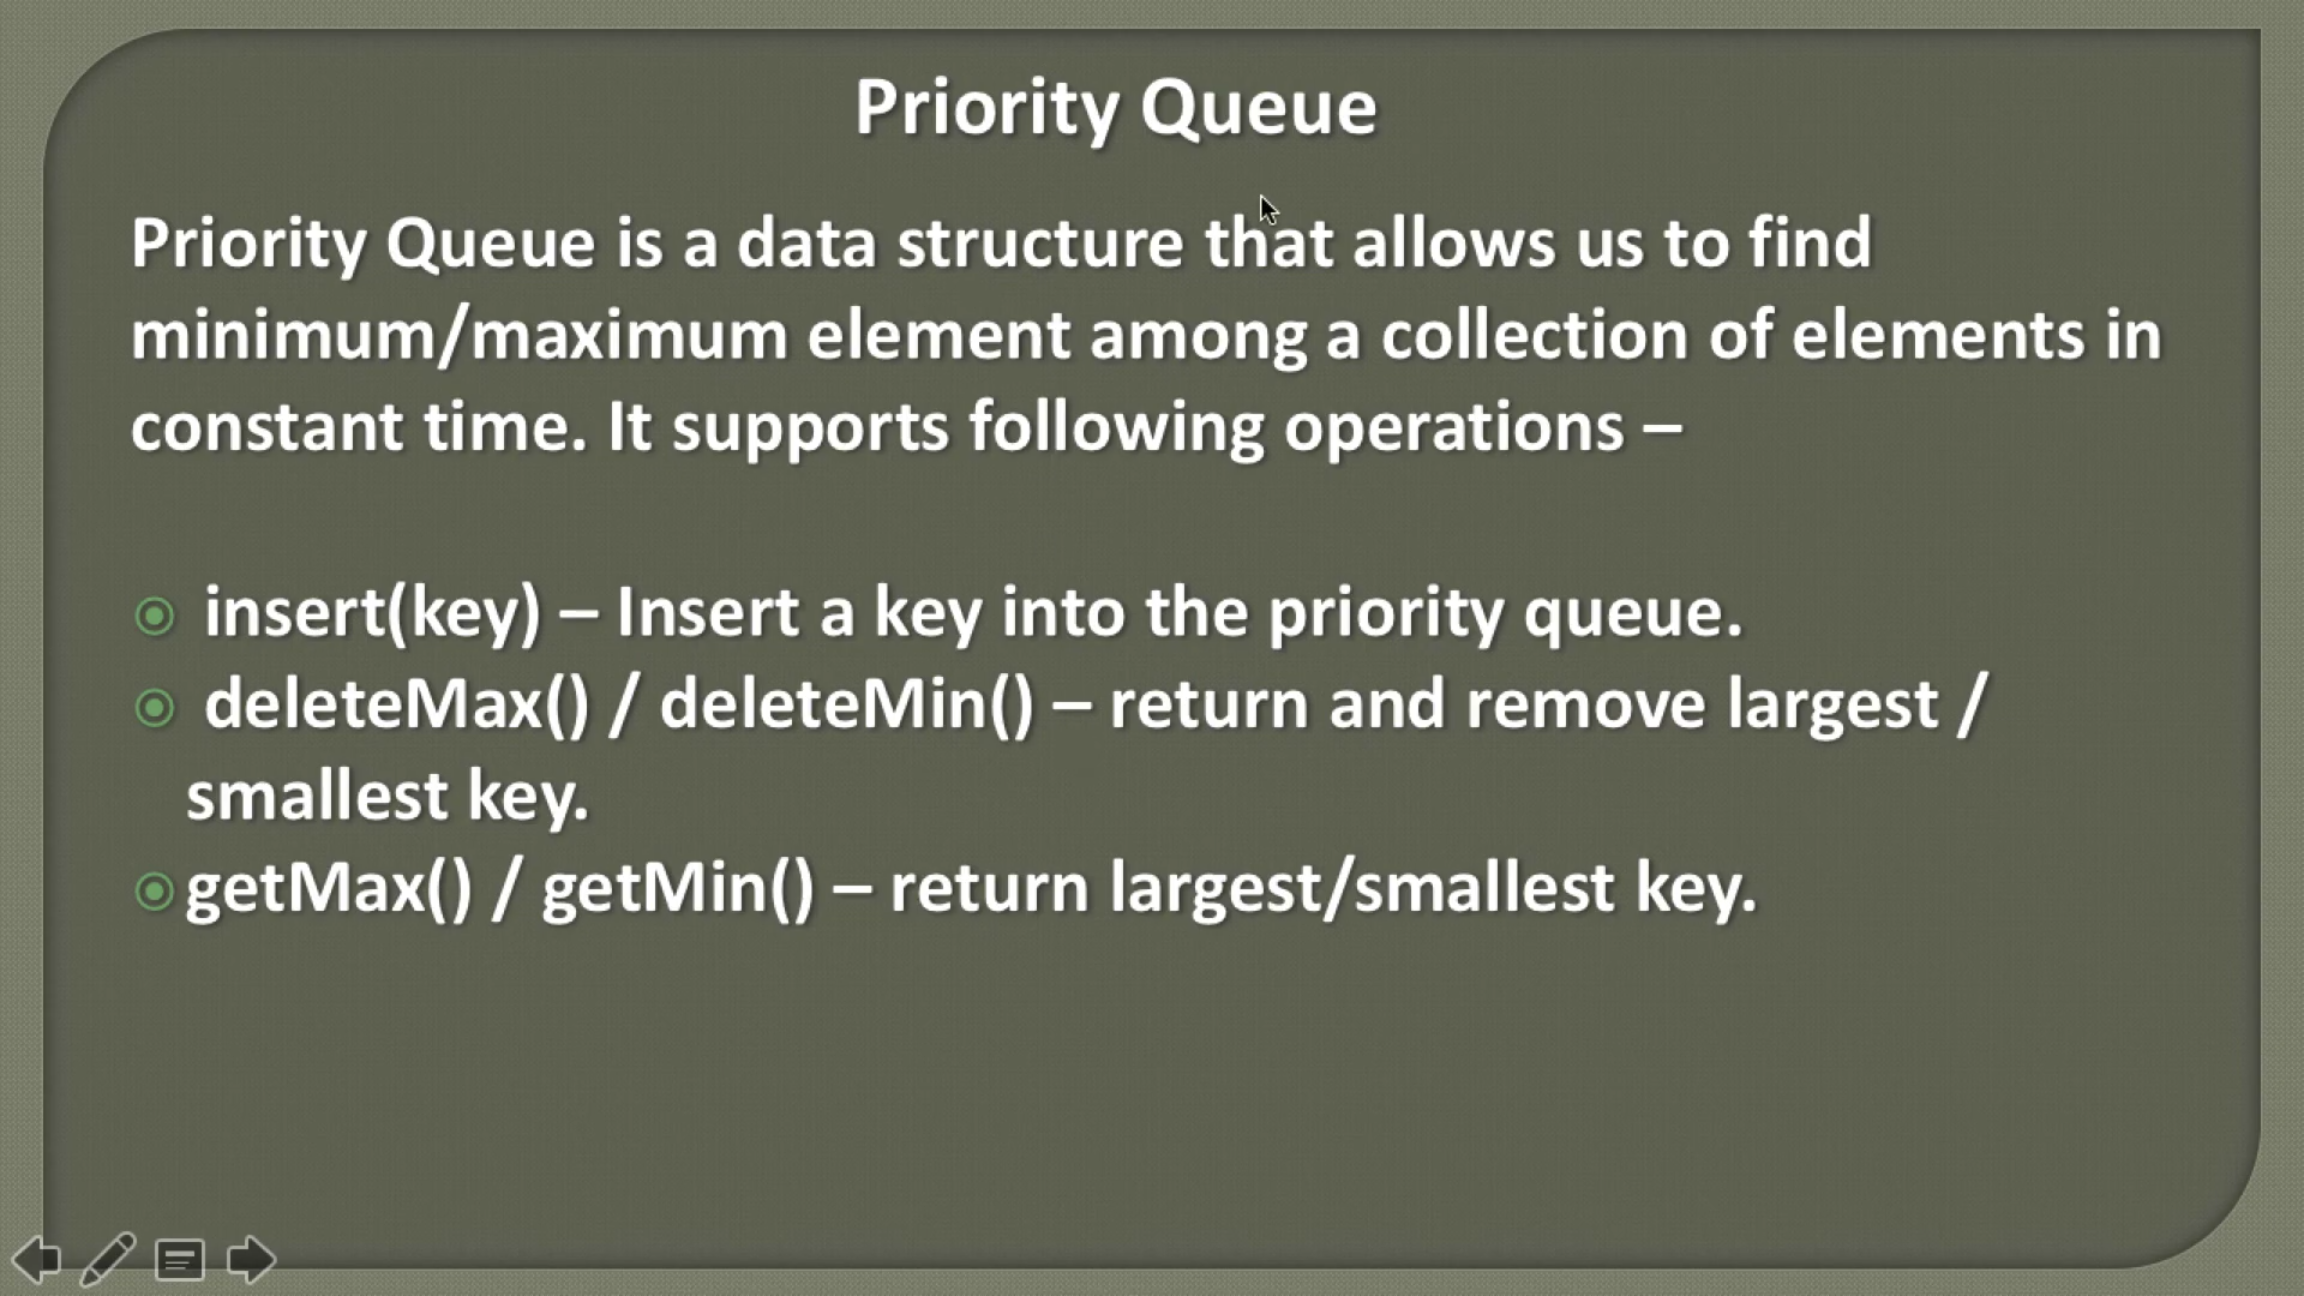 Priority Queue
Priority Queue is a data structure that allows us to find
minimum/maximum element among a collection of elements in
constant time. It supports following operations –
insert(key) – Insert a key into the priority queue.
deleteMax() / deleteMin() – return and remove largest /
smallest key.
getMax() / getMin() – return largest/smallest key.